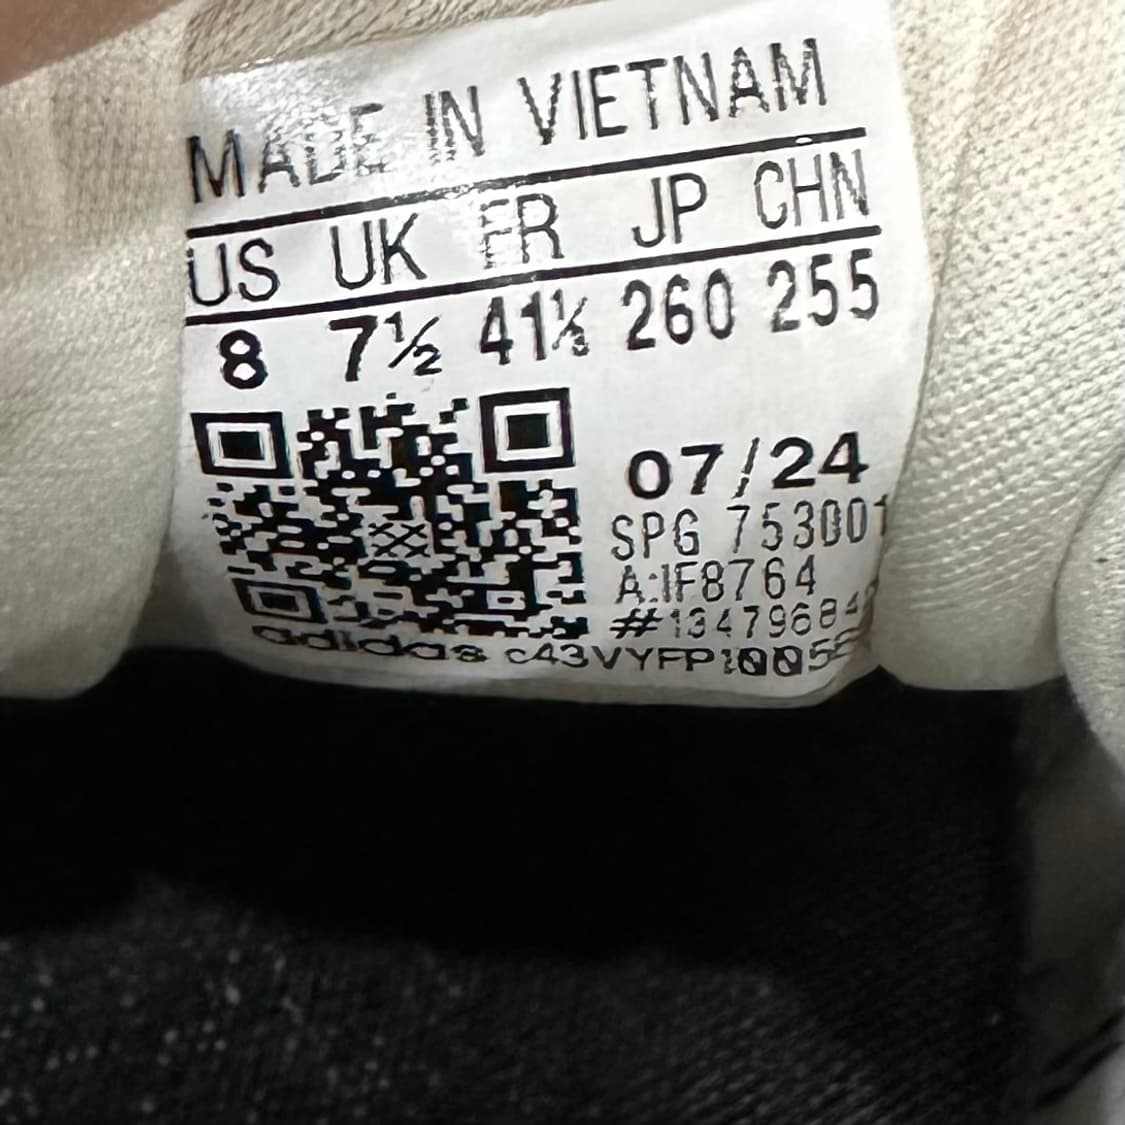 MADE IN VIETNAM
US UK FR JP CHN
8 7½ 41⅓ 260 255
07/24
SPG 753001
A:IF8764
adidas